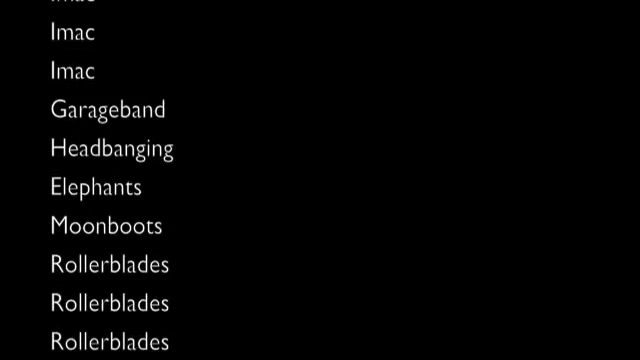 Imac
Imac
Garageband
Headbanging
Elephants
Moonboots
Rollerblades
Rollerblades
Rollerblades